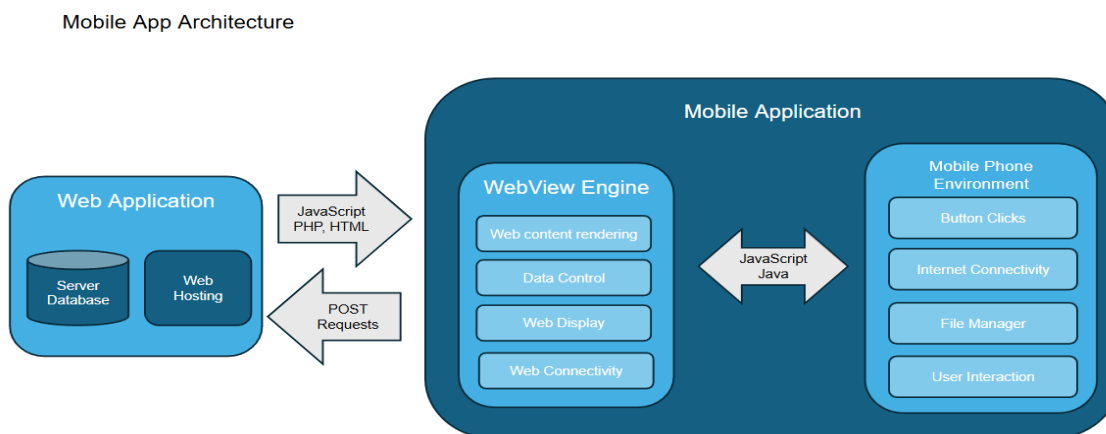 Mobile App Architecture
Mobile Application
Web Application
Server
Database
Web
Hosting
JavaScript
PHP, HTML
POST
Requests
WebView Engine
Web content rendering
Data Control
Web Display
Web Connectivity
JavaScript
Java
Mobile Phone
Environment
Button Clicks
Internet Connectivity
File Manager
User Interaction